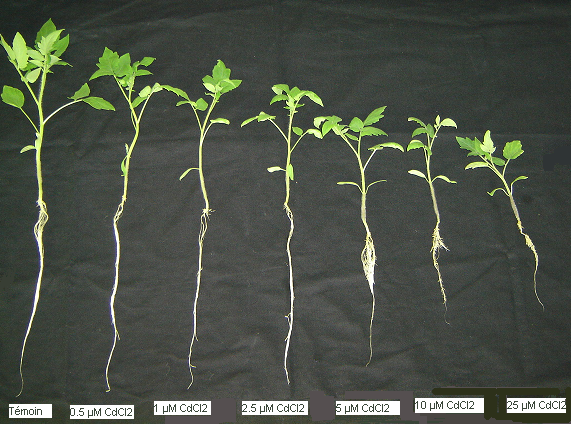 Témoin
0.5 µM CdCl2
1 µM CdCl2
2.5 µM CdCl2
5 µM CdCl2
10 µM CdCl2
25 µM CdCl2